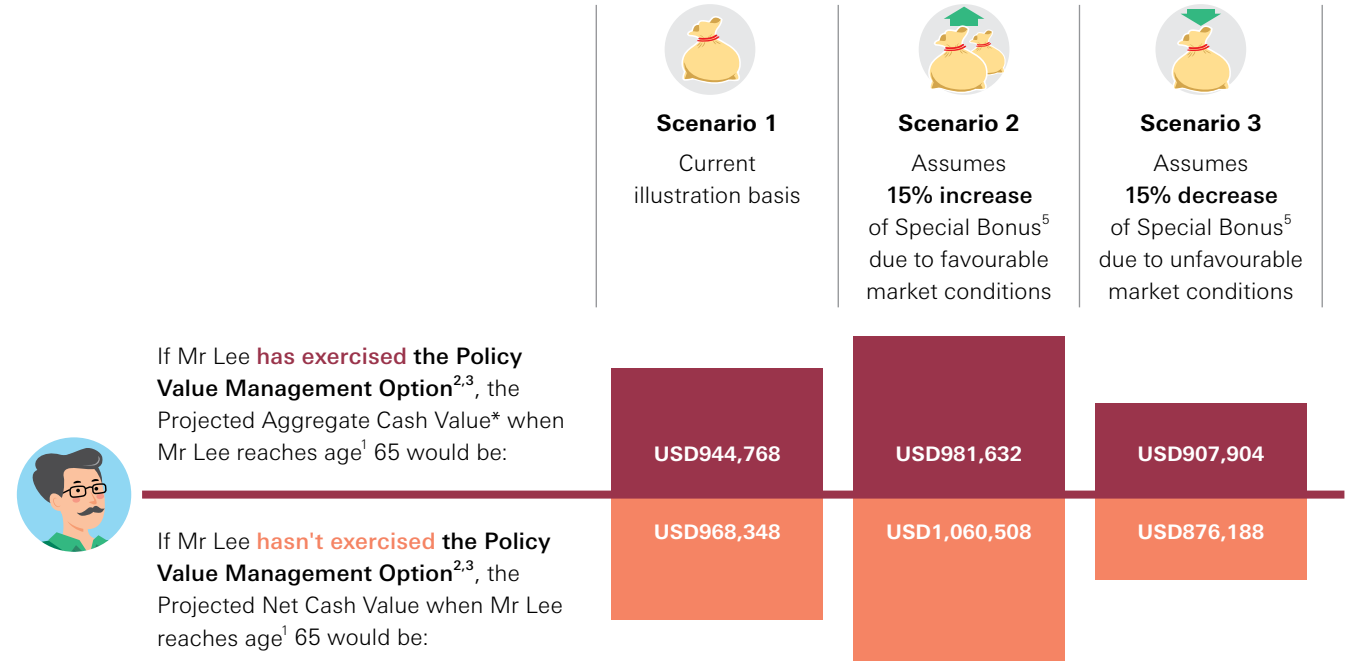 Scenario 1
Current
illustration basis
Scenario 2
Assumes
15% increase
of Special Bonus5
due to favourable
market conditions
Scenario 3
Assumes
15% decrease
of Special Bonus5
due to unfavourable
market conditions
If Mr Lee has exercised the Policy
Value Management Option2,3, the
Projected Aggregate Cash Value* when
Mr Lee reaches age1 65 would be:
USD944,768
USD981,632
USD907,904
If Mr Lee hasn't exercised the Policy
Value Management Option2,3, the
Projected Net Cash Value when Mr Lee
reaches age1 65 would be:
USD968,348
USD1,060,508
USD876,188